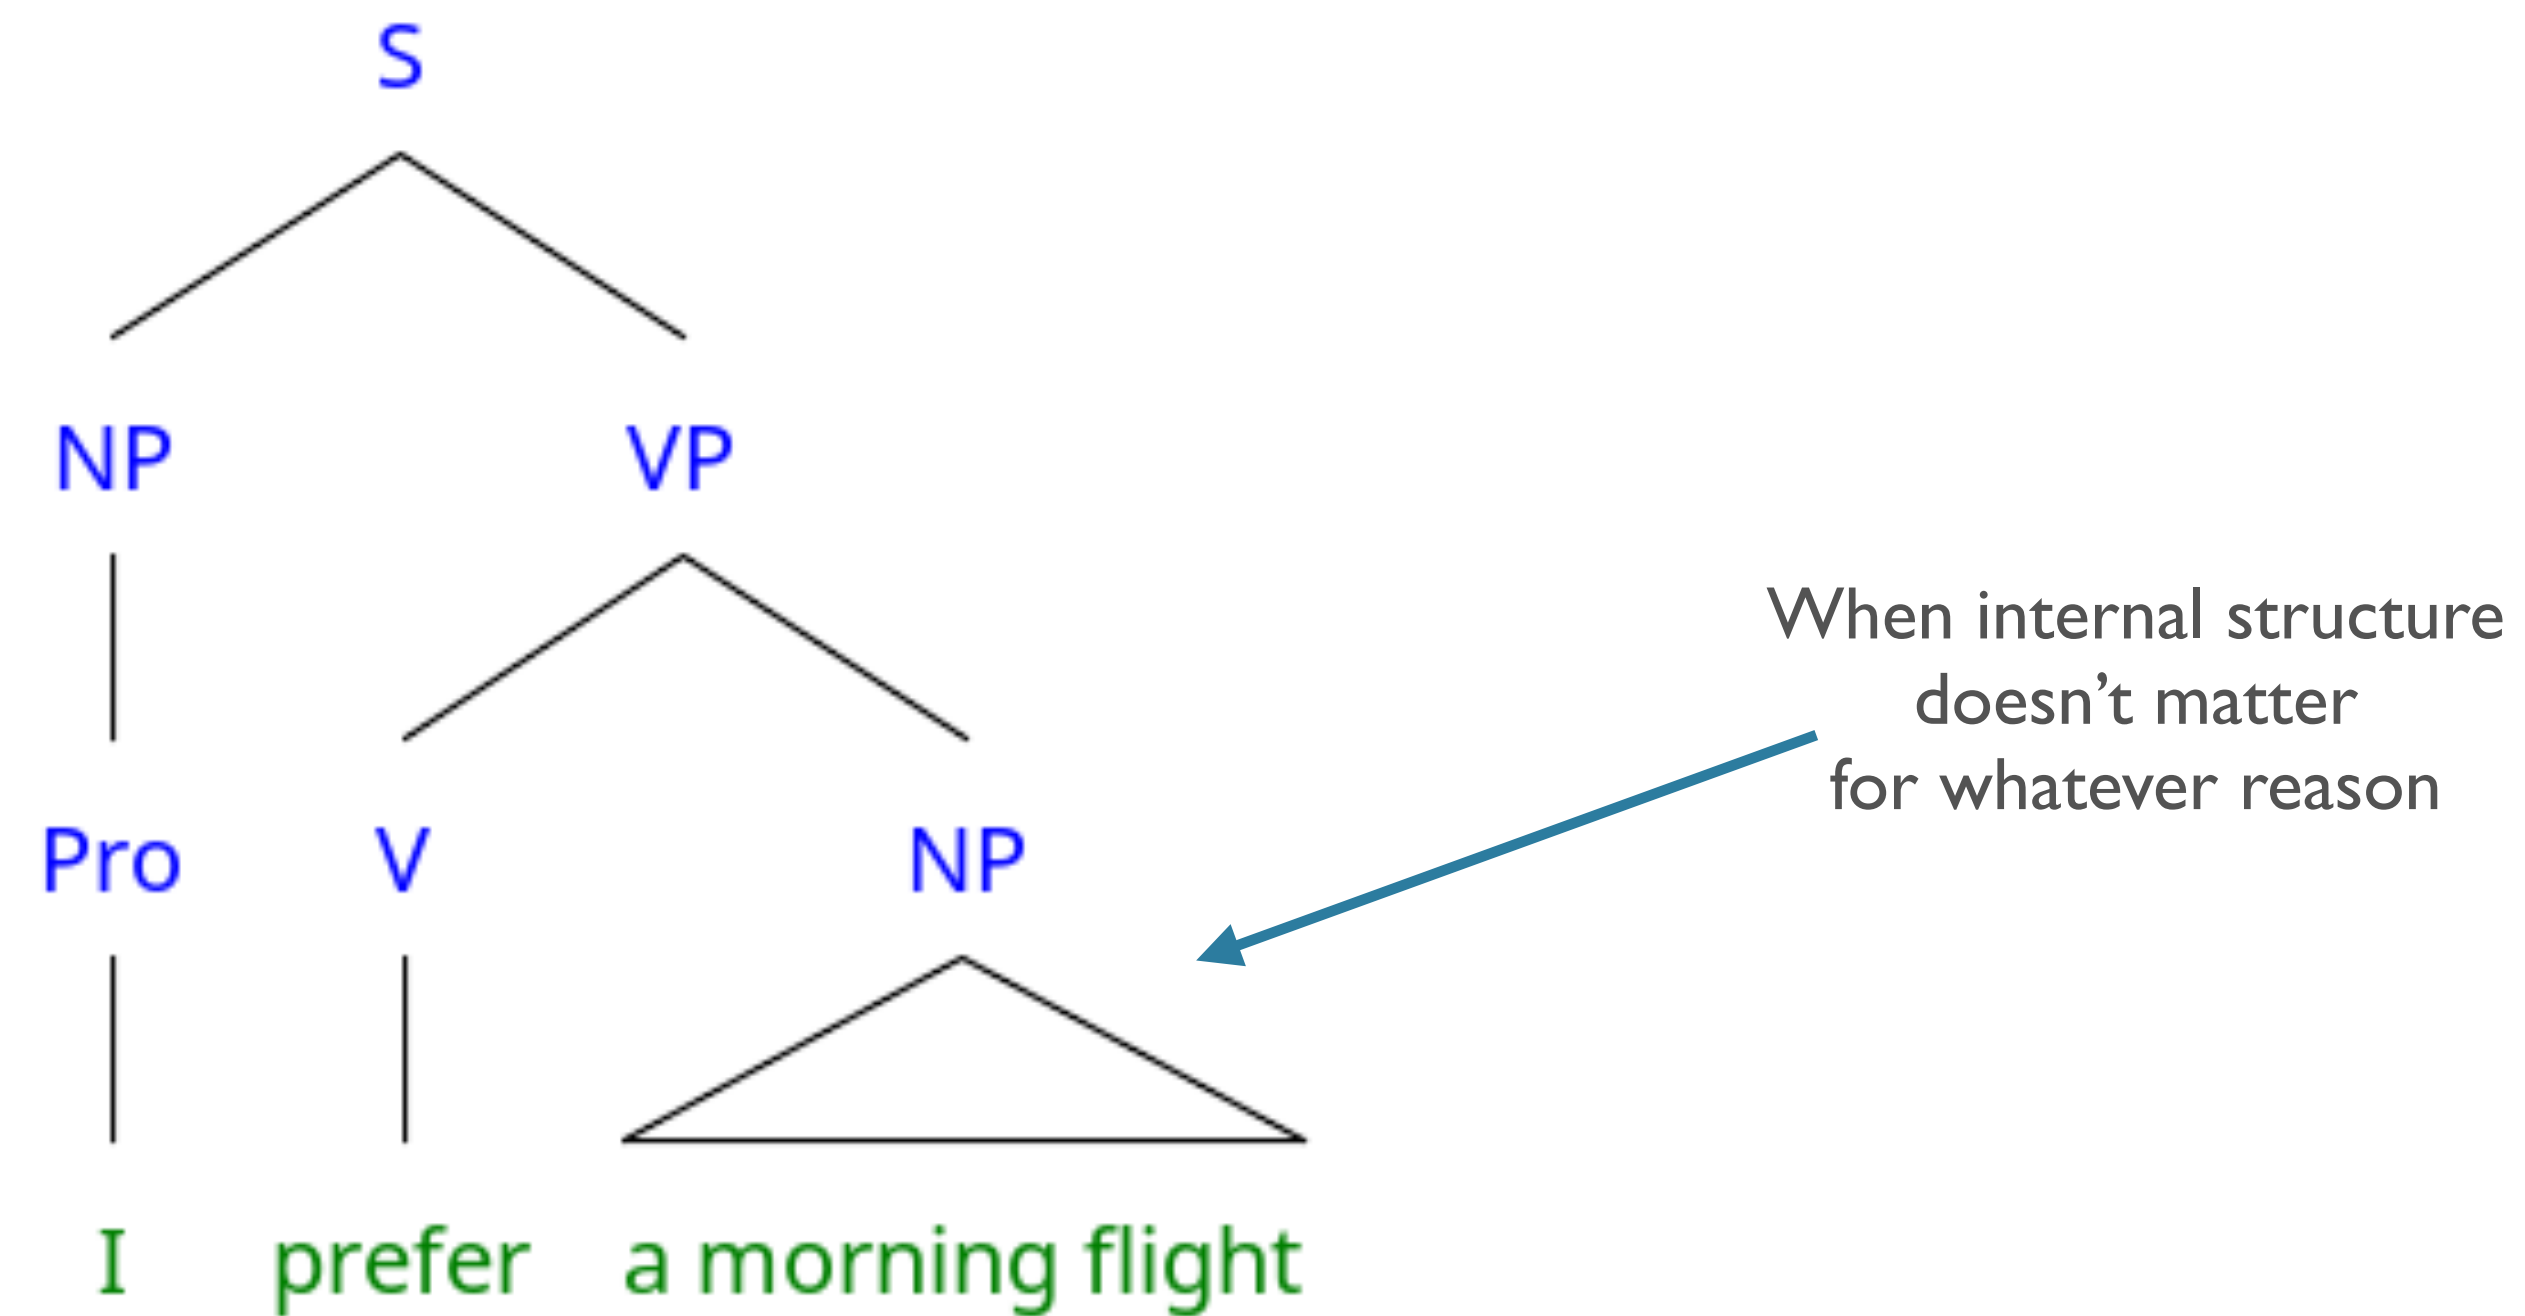 S
NP VP
When internal structure
doesn’t matter
for whatever reason
Pro V NP
I prefer a morning flight